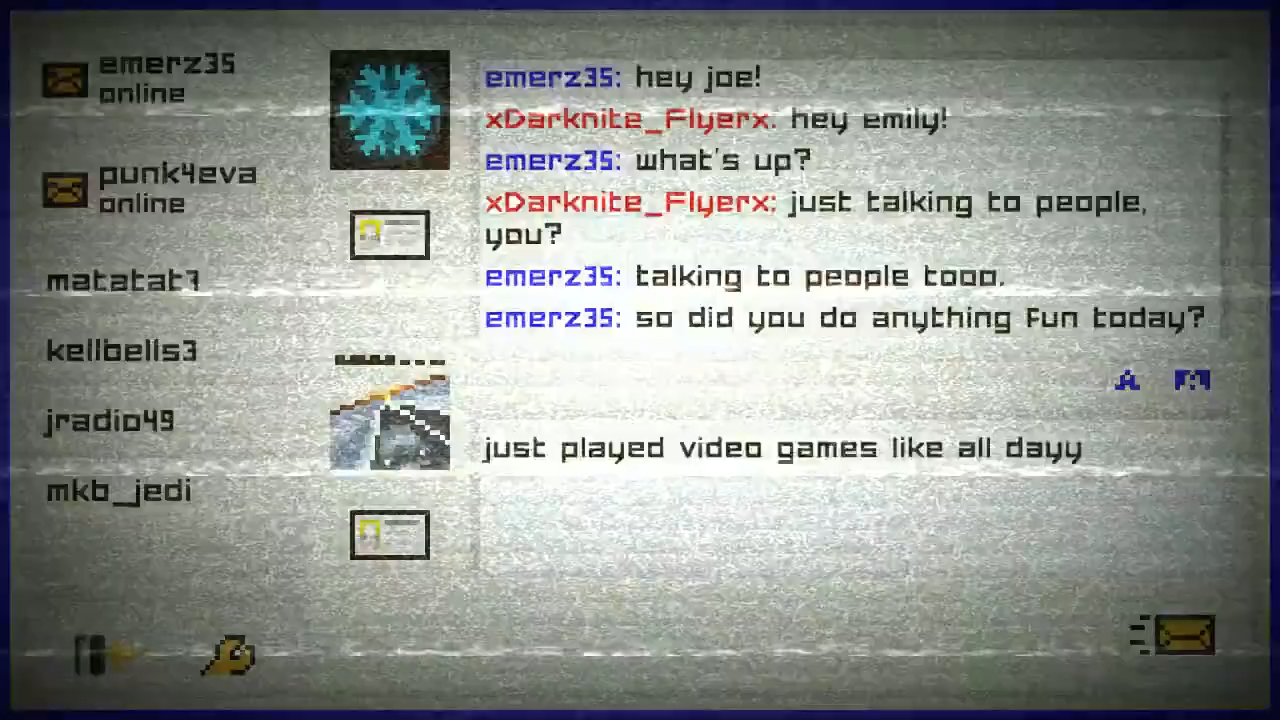 emerz35
online
punk4eva
online
matatat7
kellbells3
jradio49
mkb_jedi
emerz35: hey joe!
xDarknite_Flyerx: hey emily!
emerz35: what's up?
xDarknite_Flyerx: just talking to people,
you?
emerz35: talking to people tooo.
emerz35: so did you do anything fun today?
A
just played video games like all dayy